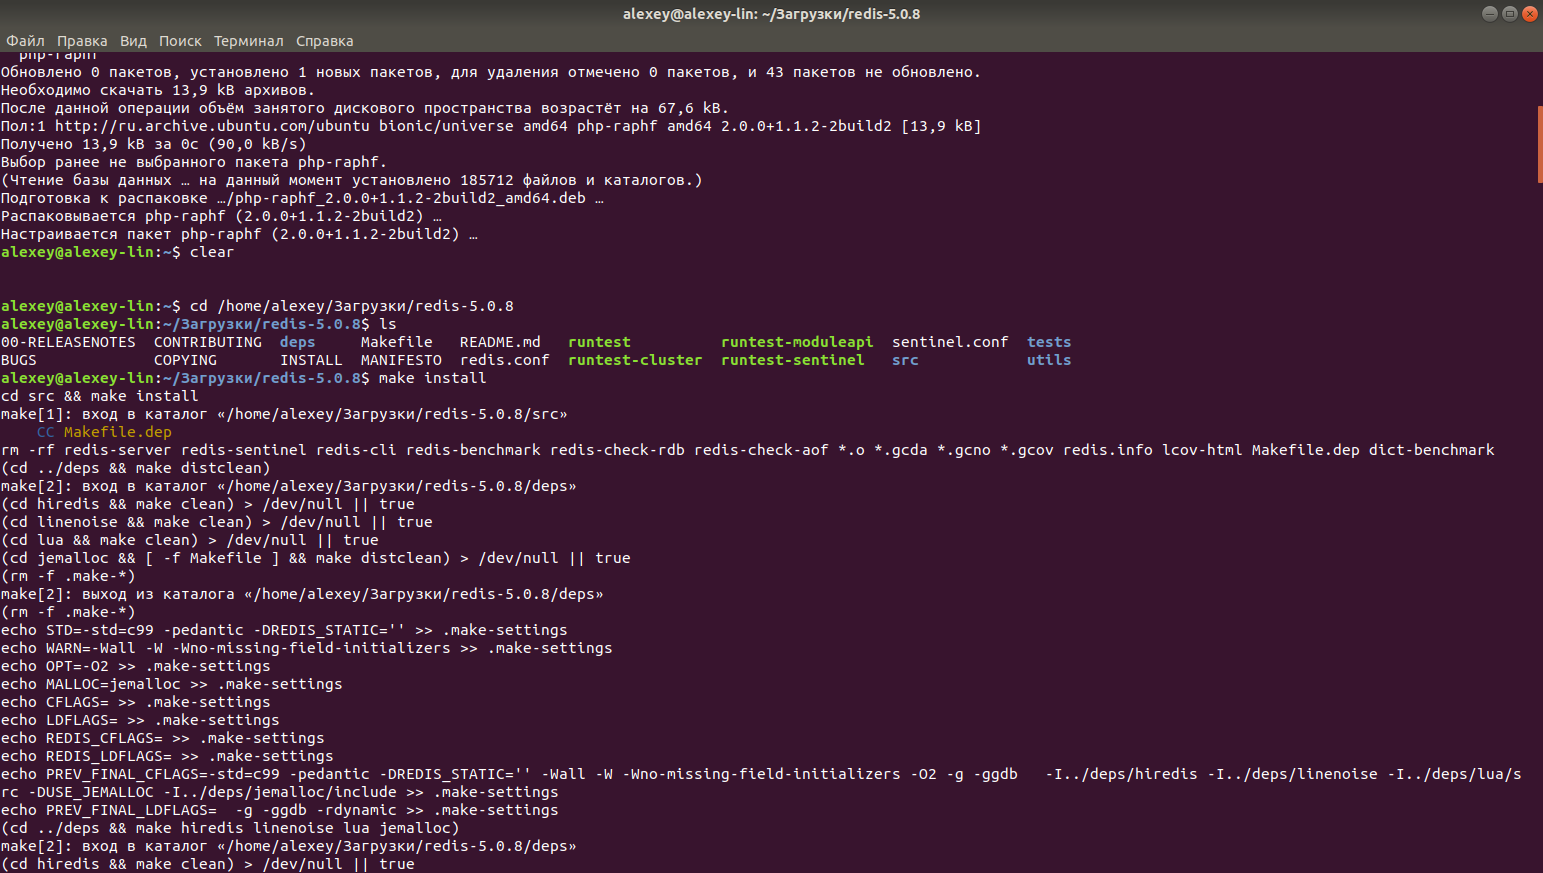 alexey@alexey-lin: ~/Загрузки/redis-5.0.8
Файл Правка Вид Поиск Терминал Справка
php-raphf
Обновлено 0 пакетов, установлено 1 новых пакетов, для удаления отмечено 0 пакетов, и 43 пакетов не обновлено.
Необходимо скачать 13,9 kB архивов.
После данной операции объём занятого дискового пространства возрастёт на 67,6 kB.
Пол:1 http://ru.archive.ubuntu.com/ubuntu bionic/universe amd64 php-raphf amd64 2.0.0+1.1.2-2build2 [13,9 kB]
Получено 13,9 kB за 0с (90,0 kB/s)
Выбор ранее не выбранного пакета php-raphf.
(Чтение базы данных … на данный момент установлено 185712 файлов и каталогов.)
Подготовка к распаковке …/php-raphf_2.0.0+1.1.2-2build2_amd64.deb …
Распаковывается php-raphf (2.0.0+1.1.2-2build2) …
Настраивается пакет php-raphf (2.0.0+1.1.2-2build2) …
alexey@alexey-lin:~$ clear
alexey@alexey-lin:~$ cd /home/alexey/Загрузки/redis-5.0.8
alexey@alexey-lin:~/Загрузки/redis-5.0.8$ ls
00-RELEASENOTES  CONTRIBUTING  deps     Makefile   README.md   runtest          runtest-moduleapi  sentinel.conf  tests
BUGS             COPYING       INSTALL  MANIFESTO  redis.conf  runtest-cluster  runtest-sentinel   src            utils
alexey@alexey-lin:~/Загрузки/redis-5.0.8$ make install
cd src && make install
make[1]: вход в каталог «/home/alexey/Загрузки/redis-5.0.8/src»
    CC Makefile.dep
rm -rf redis-server redis-sentinel redis-cli redis-benchmark redis-check-rdb redis-check-aof *.o *.gcda *.gcno *.gcov redis.info lcov-html Makefile.dep dict-benchmark
(cd ../deps && make distclean)
make[2]: вход в каталог «/home/alexey/Загрузки/redis-5.0.8/deps»
(cd hiredis && make clean) > /dev/null || true
(cd linenoise && make clean) > /dev/null || true
(cd lua && make clean) > /dev/null || true
(cd jemalloc && [ -f Makefile ] && make distclean) > /dev/null || true
(rm -f .make-*)
make[2]: выход из каталога «/home/alexey/Загрузки/redis-5.0.8/deps»
(rm -f .make-*)
echo STD=-std=c99 -pedantic -DREDIS_STATIC='' >> .make-settings
echo WARN=-Wall -W -Wno-missing-field-initializers >> .make-settings
echo OPT=-O2 >> .make-settings
echo MALLOC=jemalloc >> .make-settings
echo CFLAGS= >> .make-settings
echo LDFLAGS= >> .make-settings
echo REDIS_CFLAGS= >> .make-settings
echo REDIS_LDFLAGS= >> .make-settings
echo PREV_FINAL_CFLAGS=-std=c99 -pedantic -DREDIS_STATIC='' -Wall -W -Wno-missing-field-initializers -O2 -g -ggdb   -I../deps/hiredis -I../deps/linenoise -I../deps/lua/s
rc -DUSE_JEMALLOC -I../deps/jemalloc/include >> .make-settings
echo PREV_FINAL_LDFLAGS=  -g -ggdb -rdynamic >> .make-settings
(cd ../deps && make hiredis linenoise lua jemalloc)
make[2]: вход в каталог «/home/alexey/Загрузки/redis-5.0.8/deps»
(cd hiredis && make clean) > /dev/null || true